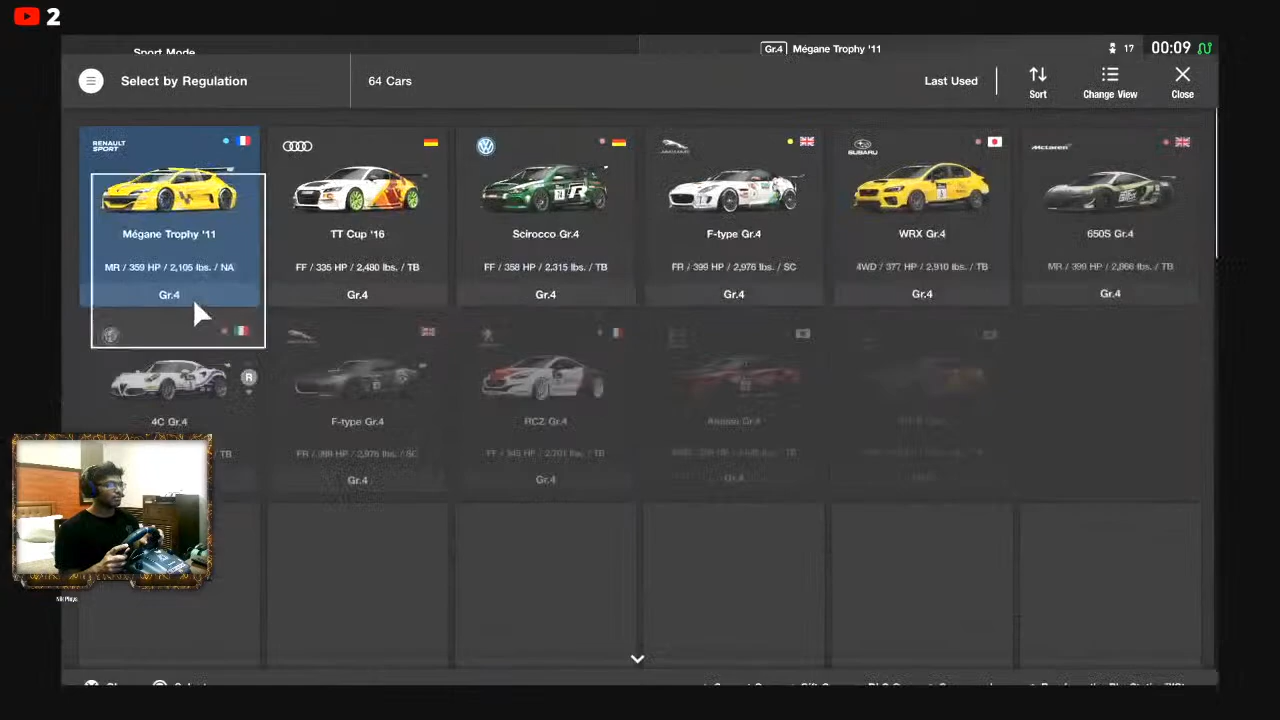 2
Sport Mode
Gr.4 Mégane Trophy '11
17
00:09
Select by Regulation
64 Cars
Last Used
Sort
Change View
Close
RENAULT SPORT
McLaren
SUBARU
Mégane Trophy '11
TT Cup '16
Scirocco Gr.4
F-type Gr.4
WRX Gr.4
650S Gr.4
MR / 359 HP / 2,105 lbs. / NA
FF / 335 HP / 2,480 lbs. / TB
FF / 358 HP / 2,315 lbs. / TB
FR / 399 HP / 2,976 lbs. / SC
4WD / 377 HP / 2,910 lbs. / TB
MR / 399 HP / 2,866 lbs. / TB
Gr.4
Gr.4
Gr.4
Gr.4
Gr.4
Gr.4
R
4C Gr.4
F-type Gr.4
RCZ Gr.4
Gr.4
TB
FR / 399 HP / 2,976 lbs. / SC
Gr.4
Gr.4
Gr.4